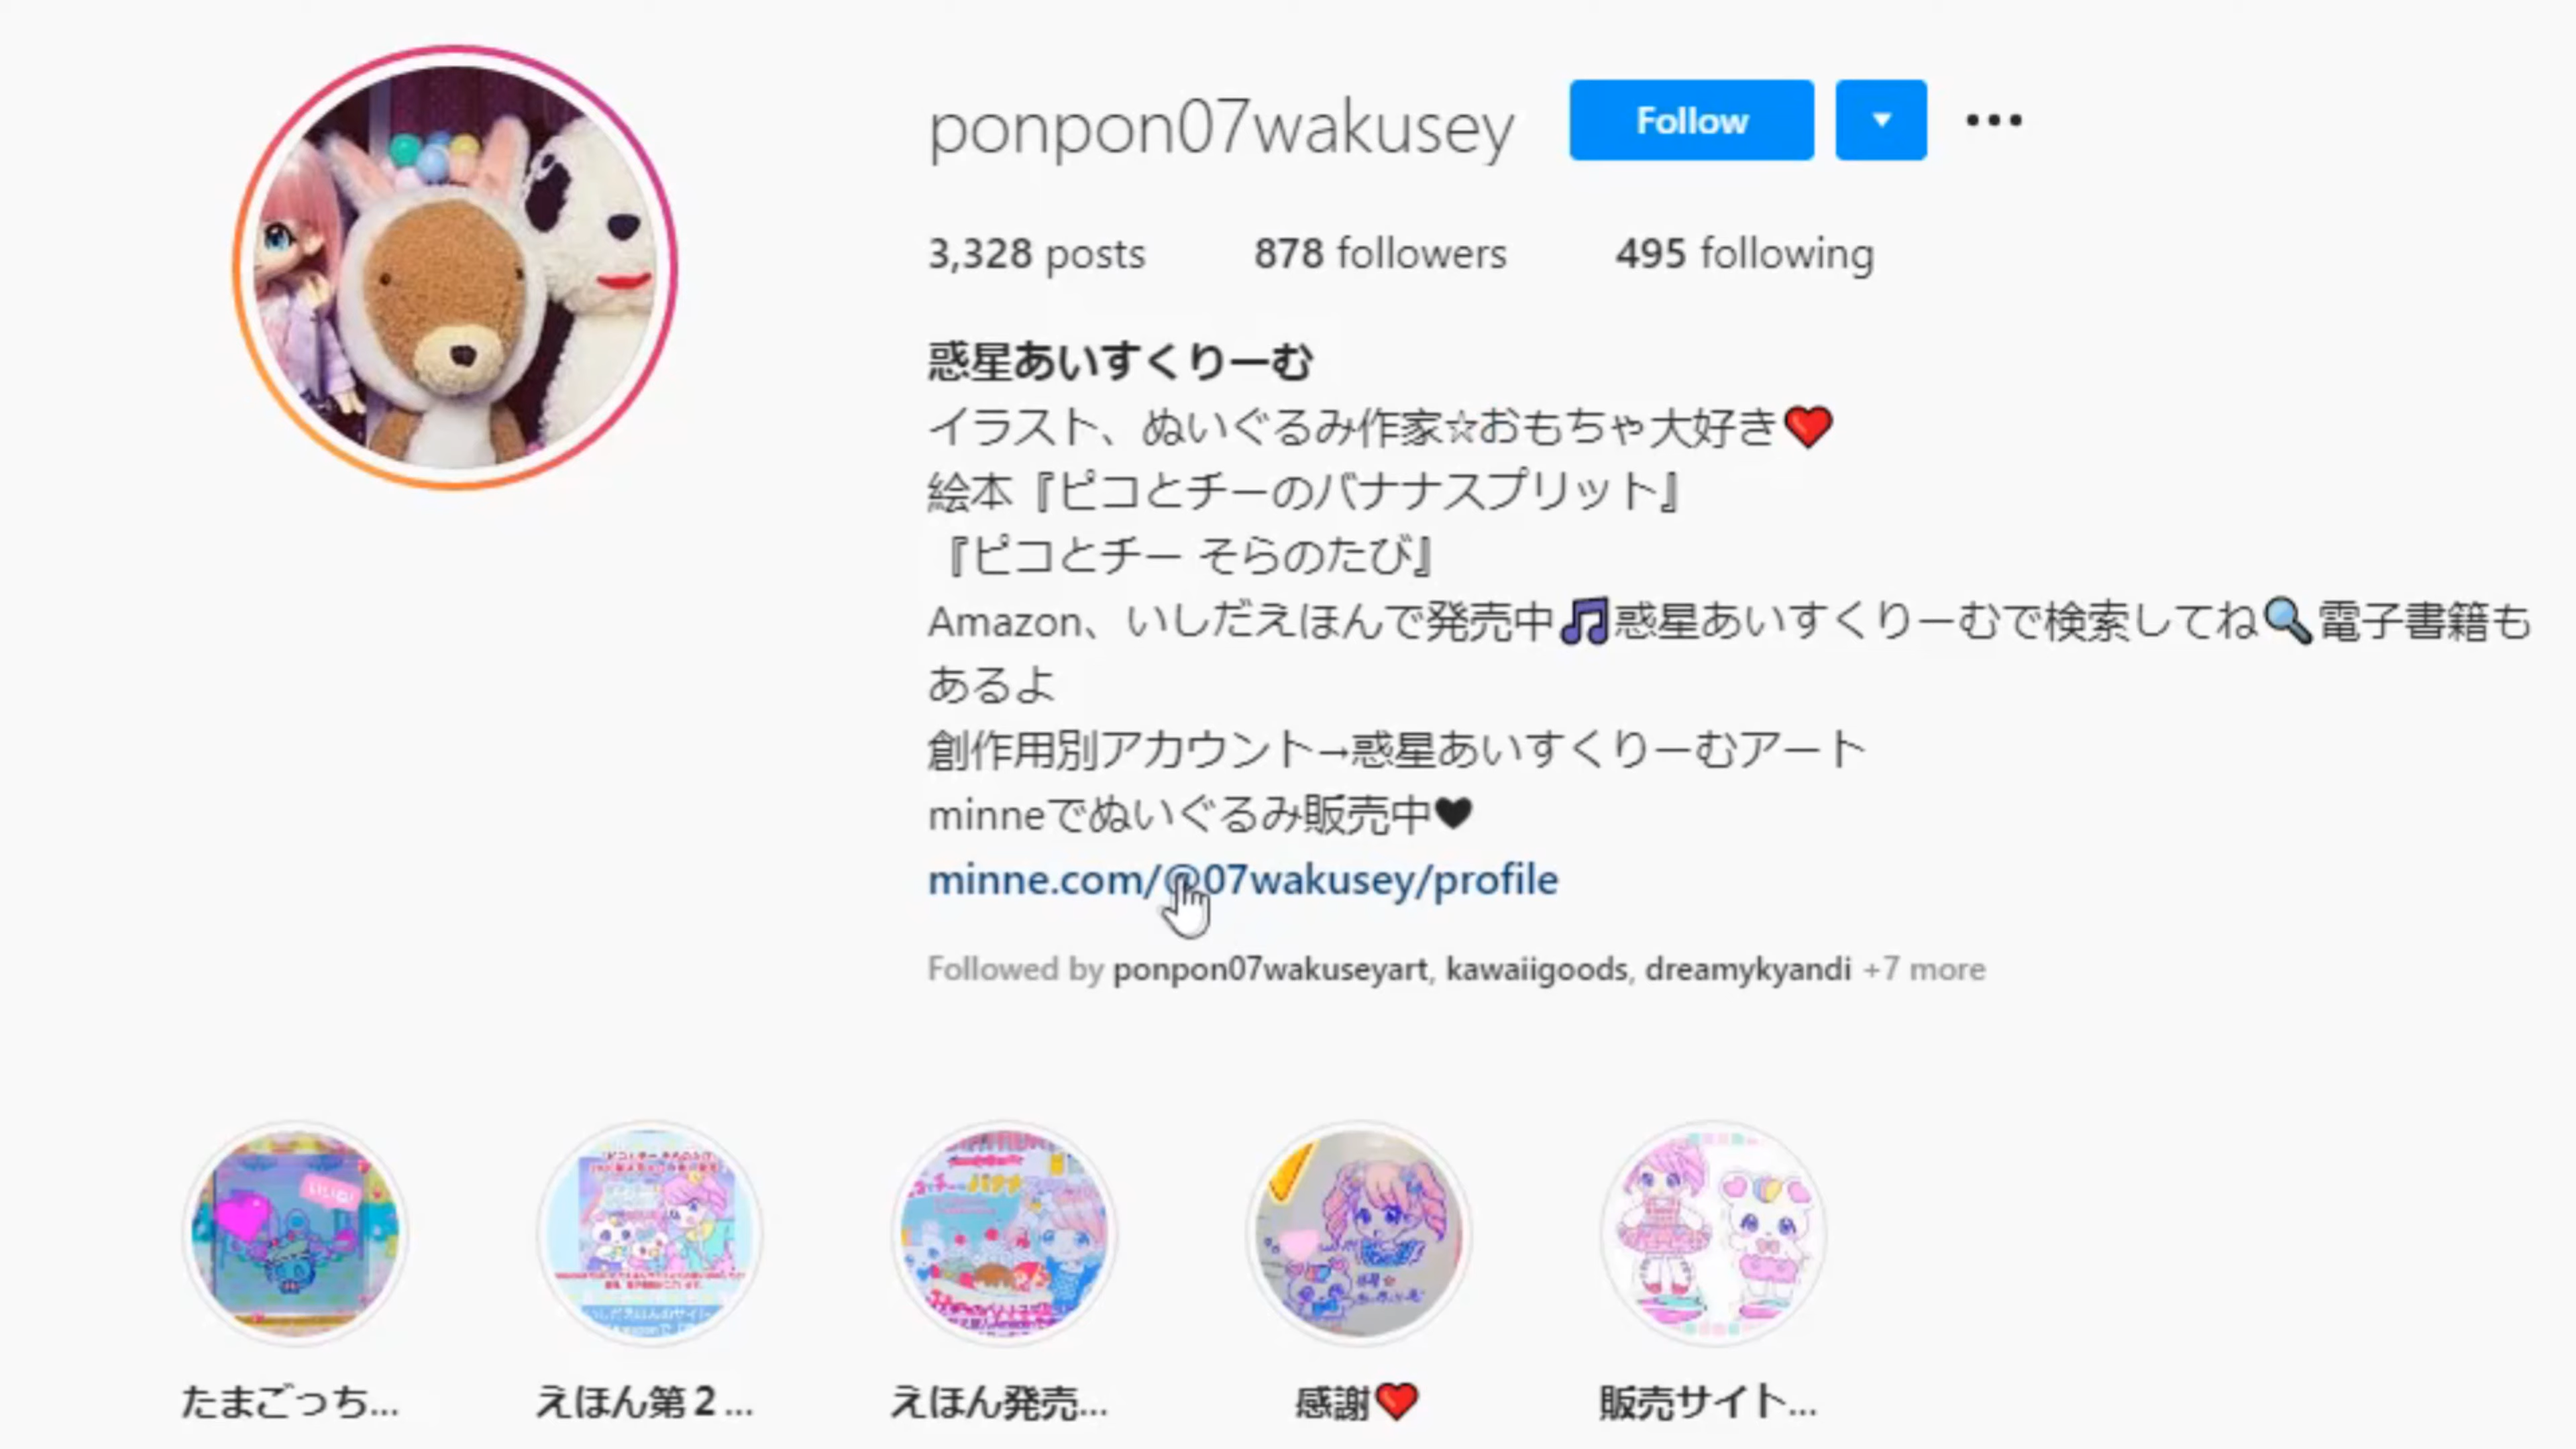 ponpon07wakusey Follow
3,328 posts 878 followers 495 following
惑星あいすくりーむ
イラスト、ぬいぐるみ作家☆おもちゃ大好き❤️
絵本『ピコとチーのバナナスプリット』
『ピコとチー そらのたび』
Amazon、いしだえほんで発売中🎵惑星あいすくりーむで検索してね🔍電子書籍も
あるよ
創作用別アカウント→惑星あいすくりーむアート
minneでぬいぐるみ販売中🖤
minne.com/@07wakusey/profile
Followed by ponpon07wakuseyart, kawaiigoods, dreamykyandi +7 more
たまごっち... えほん第２... えほん発売... 感謝❤️ 販売サイト...